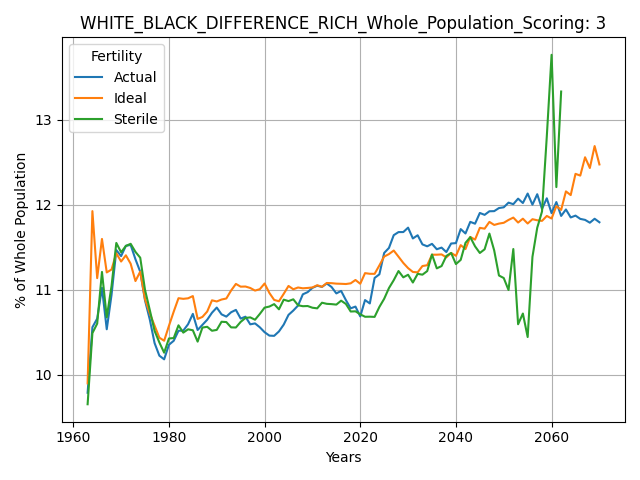 WHITE_BLACK_DIFFERENCE_RICH_Whole_Population_Scoring: 3
Fertility
Actual
Ideal
Sterile
% of Whole Population
13
12
11
10
1960
1980
2000
2020
2040
2060
Years